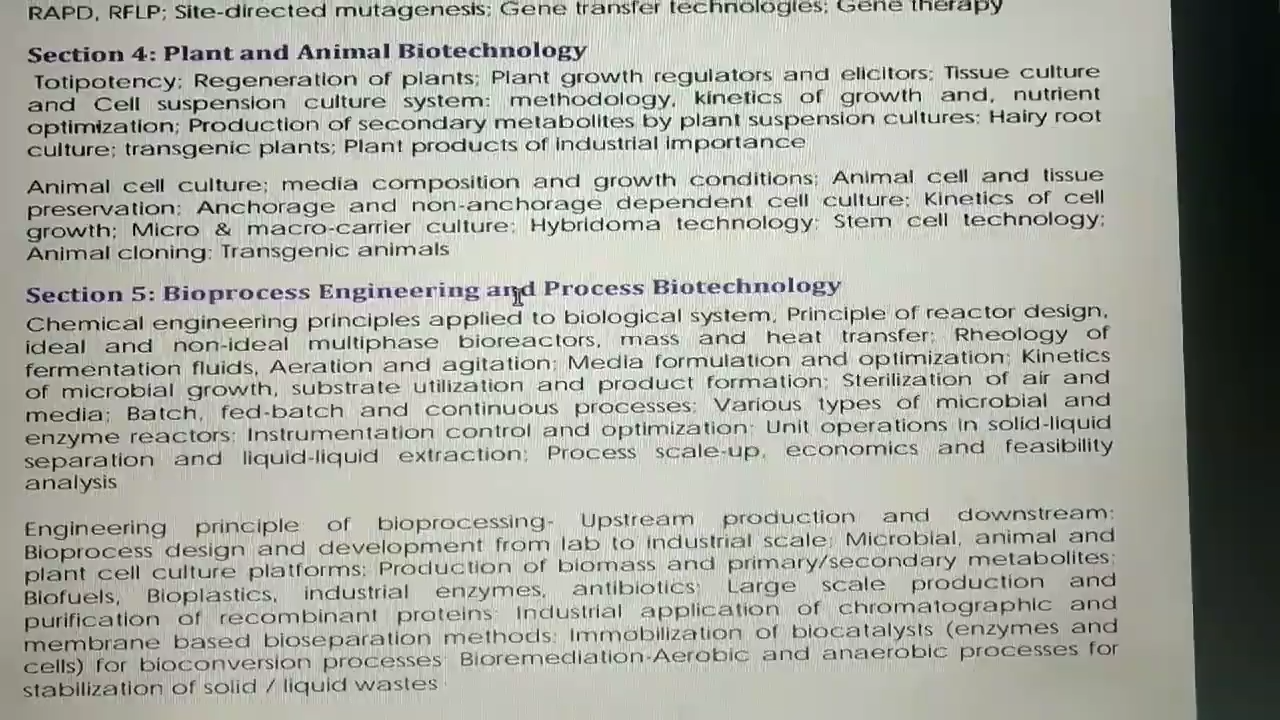 RAPD, RFLP; Site-directed mutagenesis; Gene transfer technologies; Gene therapy
Section 4: Plant and Animal Biotechnology
Totipotency; Regeneration of plants; Plant growth regulators and elicitors; Tissue culture
and Cell suspension culture system: methodology, kinetics of growth and, nutrient
optimization; Production of secondary metabolites by plant suspension cultures; Hairy root
culture; transgenic plants; Plant products of industrial importance
Animal cell culture; media composition and growth conditions; Animal cell and tissue
preservation; Anchorage and non-anchorage dependent cell culture; Kinetics of cell
growth; Micro & macro-carrier culture; Hybridoma technology; Stem cell technology;
Animal cloning; Transgenic animals
Section 5: Bioprocess Engineering and Process Biotechnology
Chemical engineering principles applied to biological system, Principle of reactor design,
ideal and non-ideal multiphase bioreactors, mass and heat transfer; Rheology of
fermentation fluids, Aeration and agitation; Media formulation and optimization; Kinetics
of microbial growth, substrate utilization and product formation; Sterilization of air and
media; Batch, fed-batch and continuous processes; Various types of microbial and
enzyme reactors; Instrumentation control and optimization; Unit operations in solid-liquid
separation and liquid-liquid extraction; Process scale-up, economics and feasibility
analysis
Engineering principle of bioprocessing- Upstream production and downstream;
Bioprocess design and development from lab to industrial scale; Microbial, animal and
plant cell culture platforms; Production of biomass and primary/secondary metabolites;
Biofuels, Bioplastics, industrial enzymes, antibiotics; Large scale production and
purification of recombinant proteins; Industrial application of chromatographic and
membrane based bioseparation methods; Immobilization of biocatalysts (enzymes and
cells) for bioconversion processes; Bioremediation-Aerobic and anaerobic processes for
stabilization of solid / liquid wastes